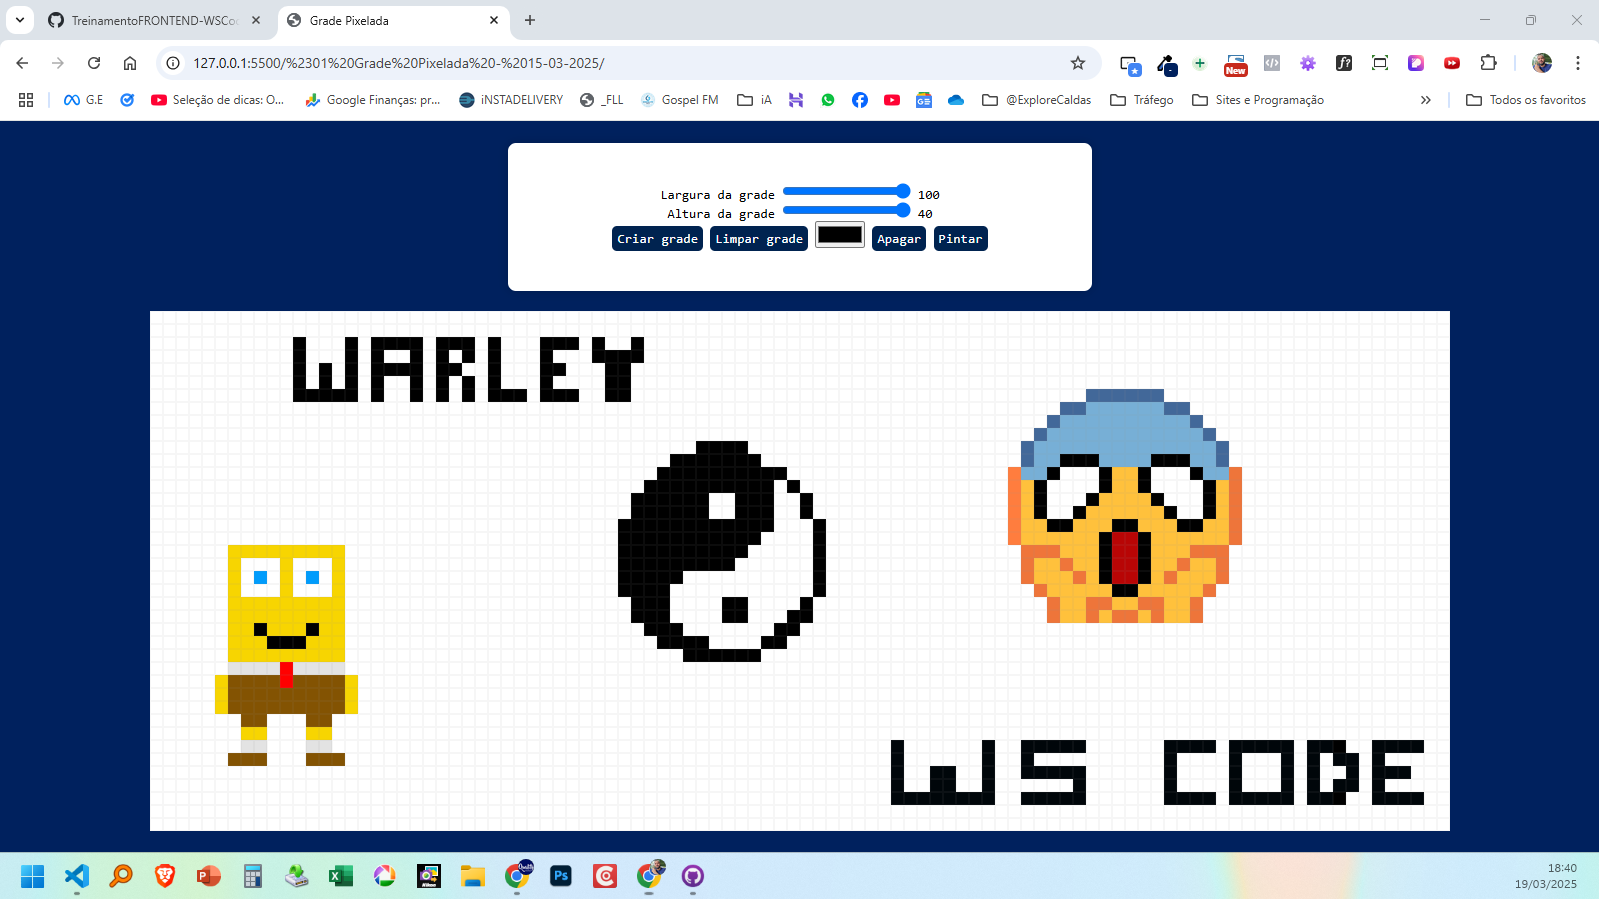 TreinamentoFRONTEND-WSCo
Grade Pixelada
127.0.0.1:5500/%2301%20Grade%20Pixelada%20-%2015-03-2025/
New
G.E
Seleção de dicas: O...
Google Finanças: pr...
iNSTADELIVERY
_FLL
Gospel FM
iA
@ExploreCaldas
Tráfego
Sites e Programação
Todos os favoritos
Largura da grade 100
Altura da grade 40
Criar grade Limpar grade Apagar Pintar
WARLEY
WS CODE
18:40
19/03/2025